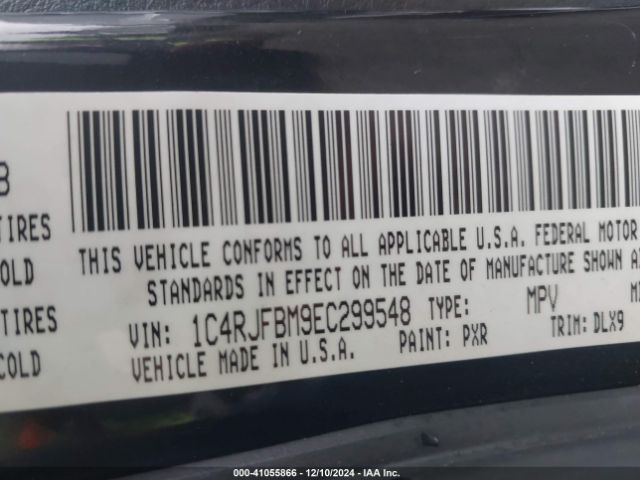 8
TIRES
COLD
TIRES
COLD
THIS VEHICLE CONFORMS TO ALL APPLICABLE U.S.A. FEDERAL MOTOR
STANDARDS IN EFFECT ON THE DATE OF MANUFACTURE SHOWN
VIN: 1C4RJFBM9EC299548 TYPE: MPV
VEHICLE MADE IN U.S.A. PAINT: PXR TRIM: DLX9
000-41055866 - 12/10/2024 - IAA Inc.